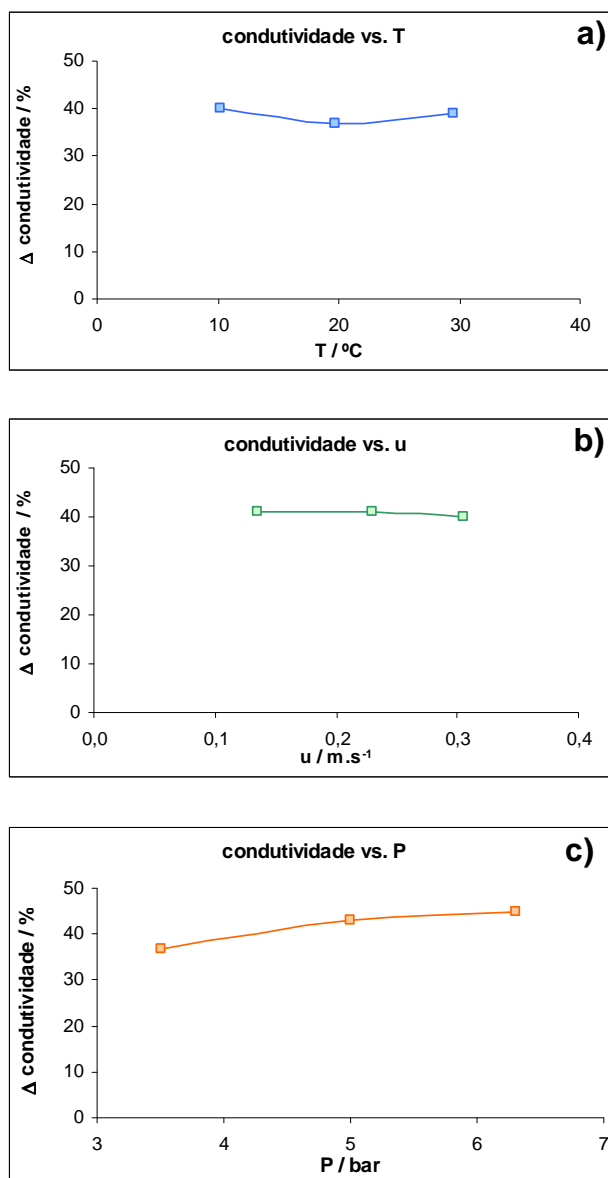 condutividade vs. T
a)
Δ condutividade / %
50
40
30
20
10
0
0 10 20 30 40
T / ºC
condutividade vs. u
b)
Δ condutividade / %
50
40
30
20
10
0
0,0 0,1 0,2 0,3 0,4
u / m.s⁻¹
condutividade vs. P
c)
Δ condutividade / %
50
40
30
20
10
0
3 4 5 6 7
P / bar